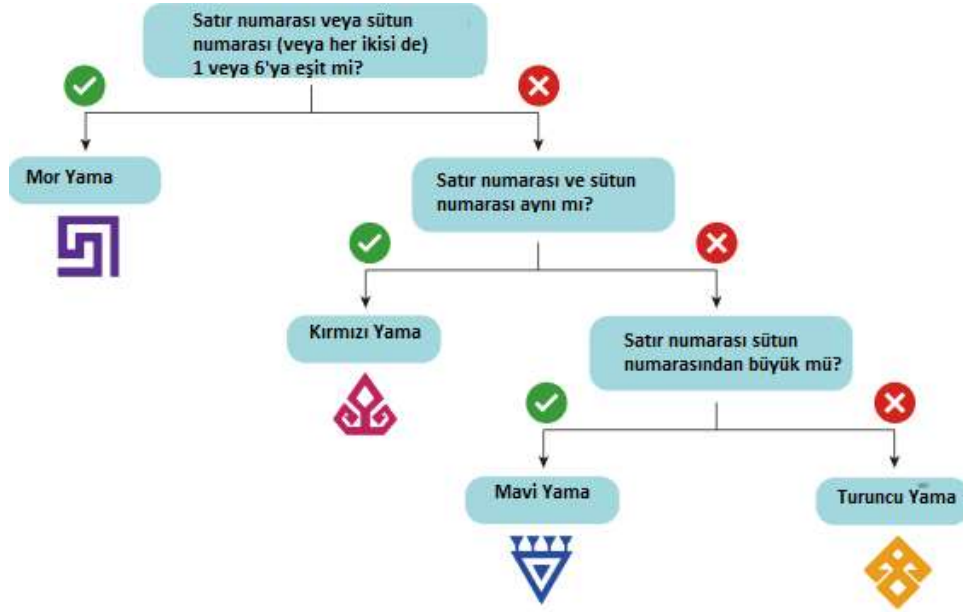 Satır numarası veya sütun
numarası (veya her ikisi de)
1 veya 6'ya eşit mi?
Mor Yama
Satır numarası ve sütun
numarası aynı mı?
Kırmızı Yama
Satır numarası sütun
numarasından büyük mü?
Mavi Yama
Turuncu Yama